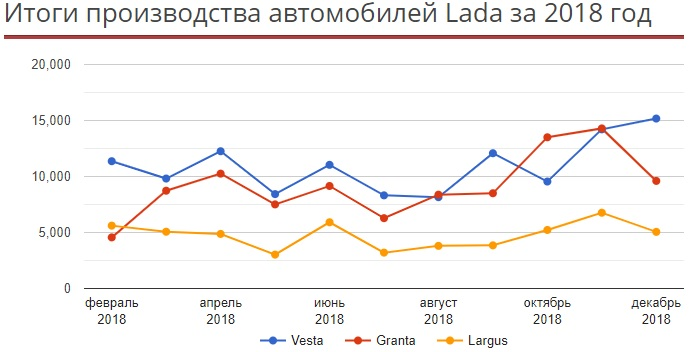 Итоги производства автомобилей Lada за 2018 год
20,000
15,000
10,000
5,000
0
февраль 2018
апрель 2018
июнь 2018
август 2018
октябрь 2018
декабрь 2018
Vesta
Granta
Largus